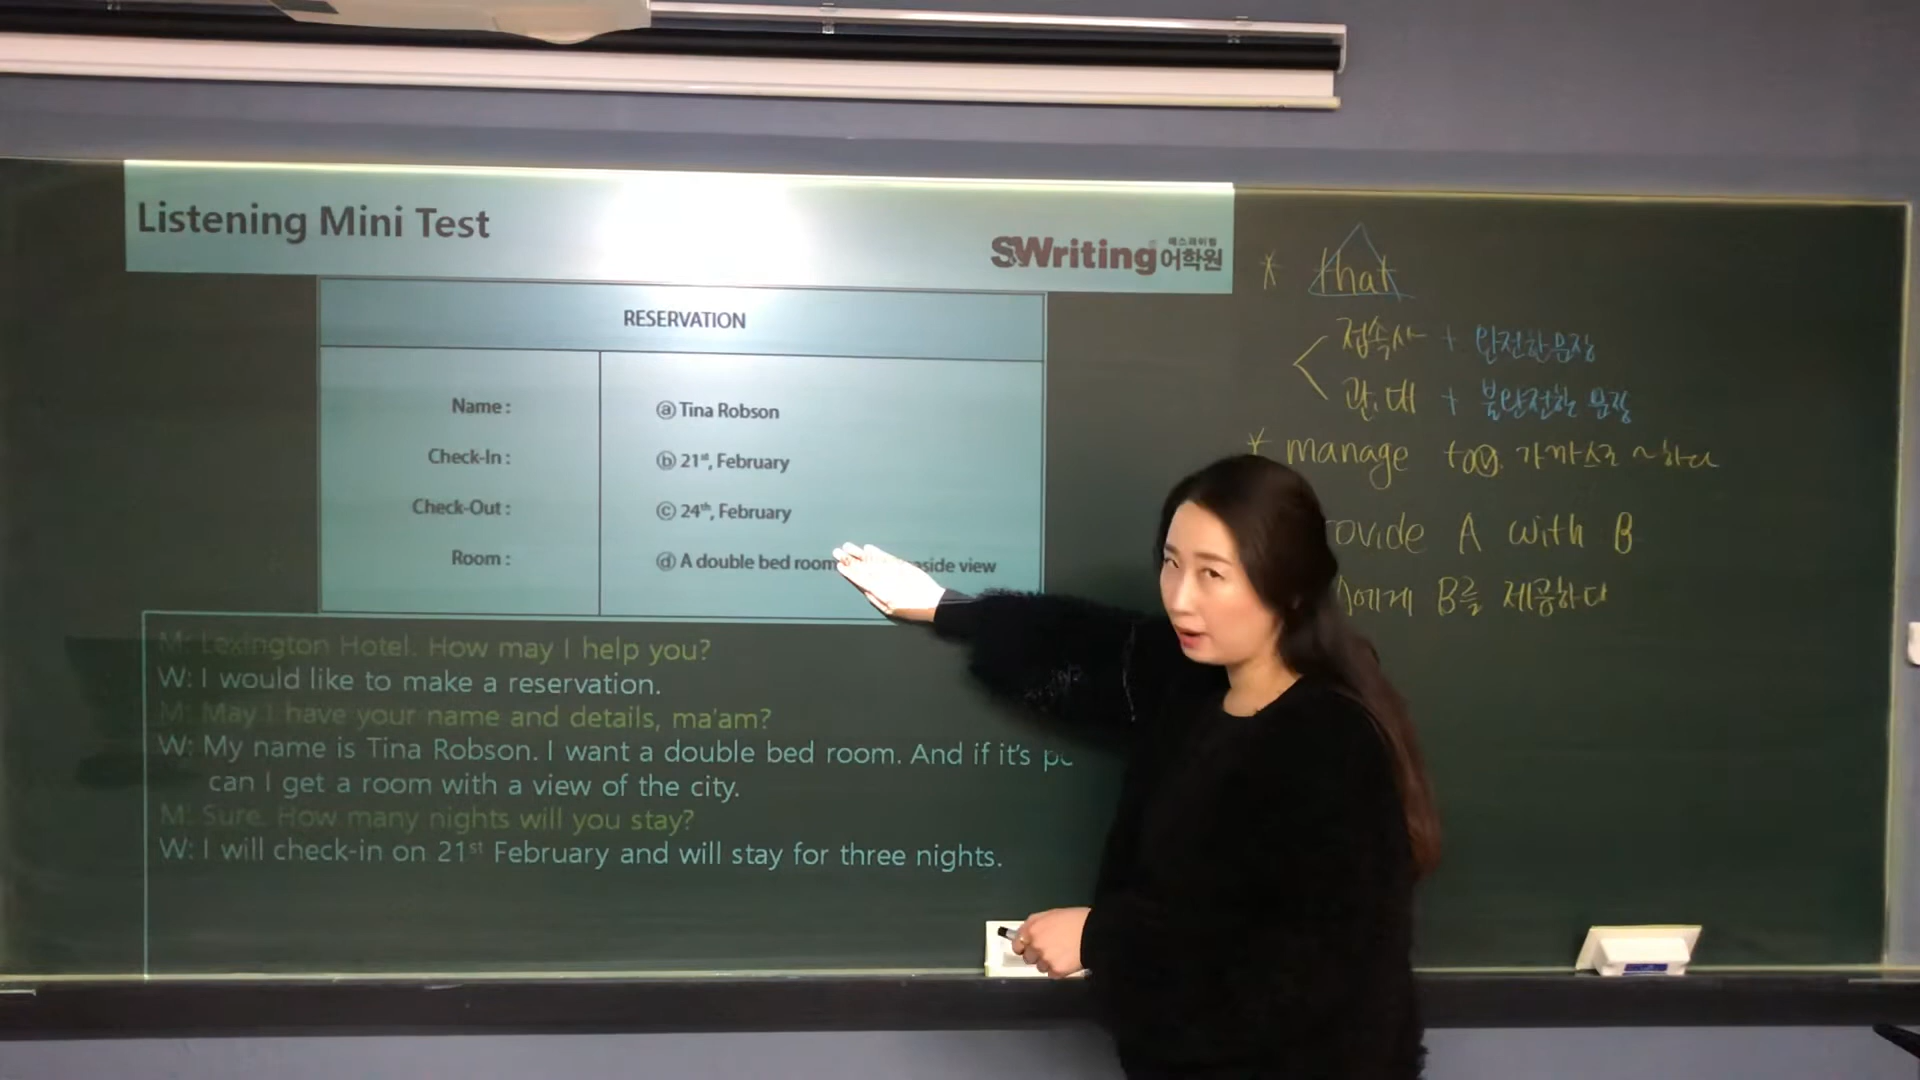 Listening Mini Test
SWriting 에스라이팅 어학원
RESERVATION
Name : ⓐ Tina Robson
Check-In : ⓑ 21st, February
Check-Out : ⓒ 24th, February
Room : ⓓ A double bed room view
M: Lexington Hotel. How may I help you?
W: I would like to make a reservation.
M: May I have your name and details, ma'am?
W: My name is Tina Robson. I want a double bed room. And if it's
can I get a room with a view of the city.
M: Sure. How many nights will you stay?
W: I will check-in on 21st February and will stay for three nights.
* that
접속사 + 완전한 문장
관.대 + 불완전한 문장
* manage to ⓥ. 가까스로 ~하다
A with B
B를 제공하다